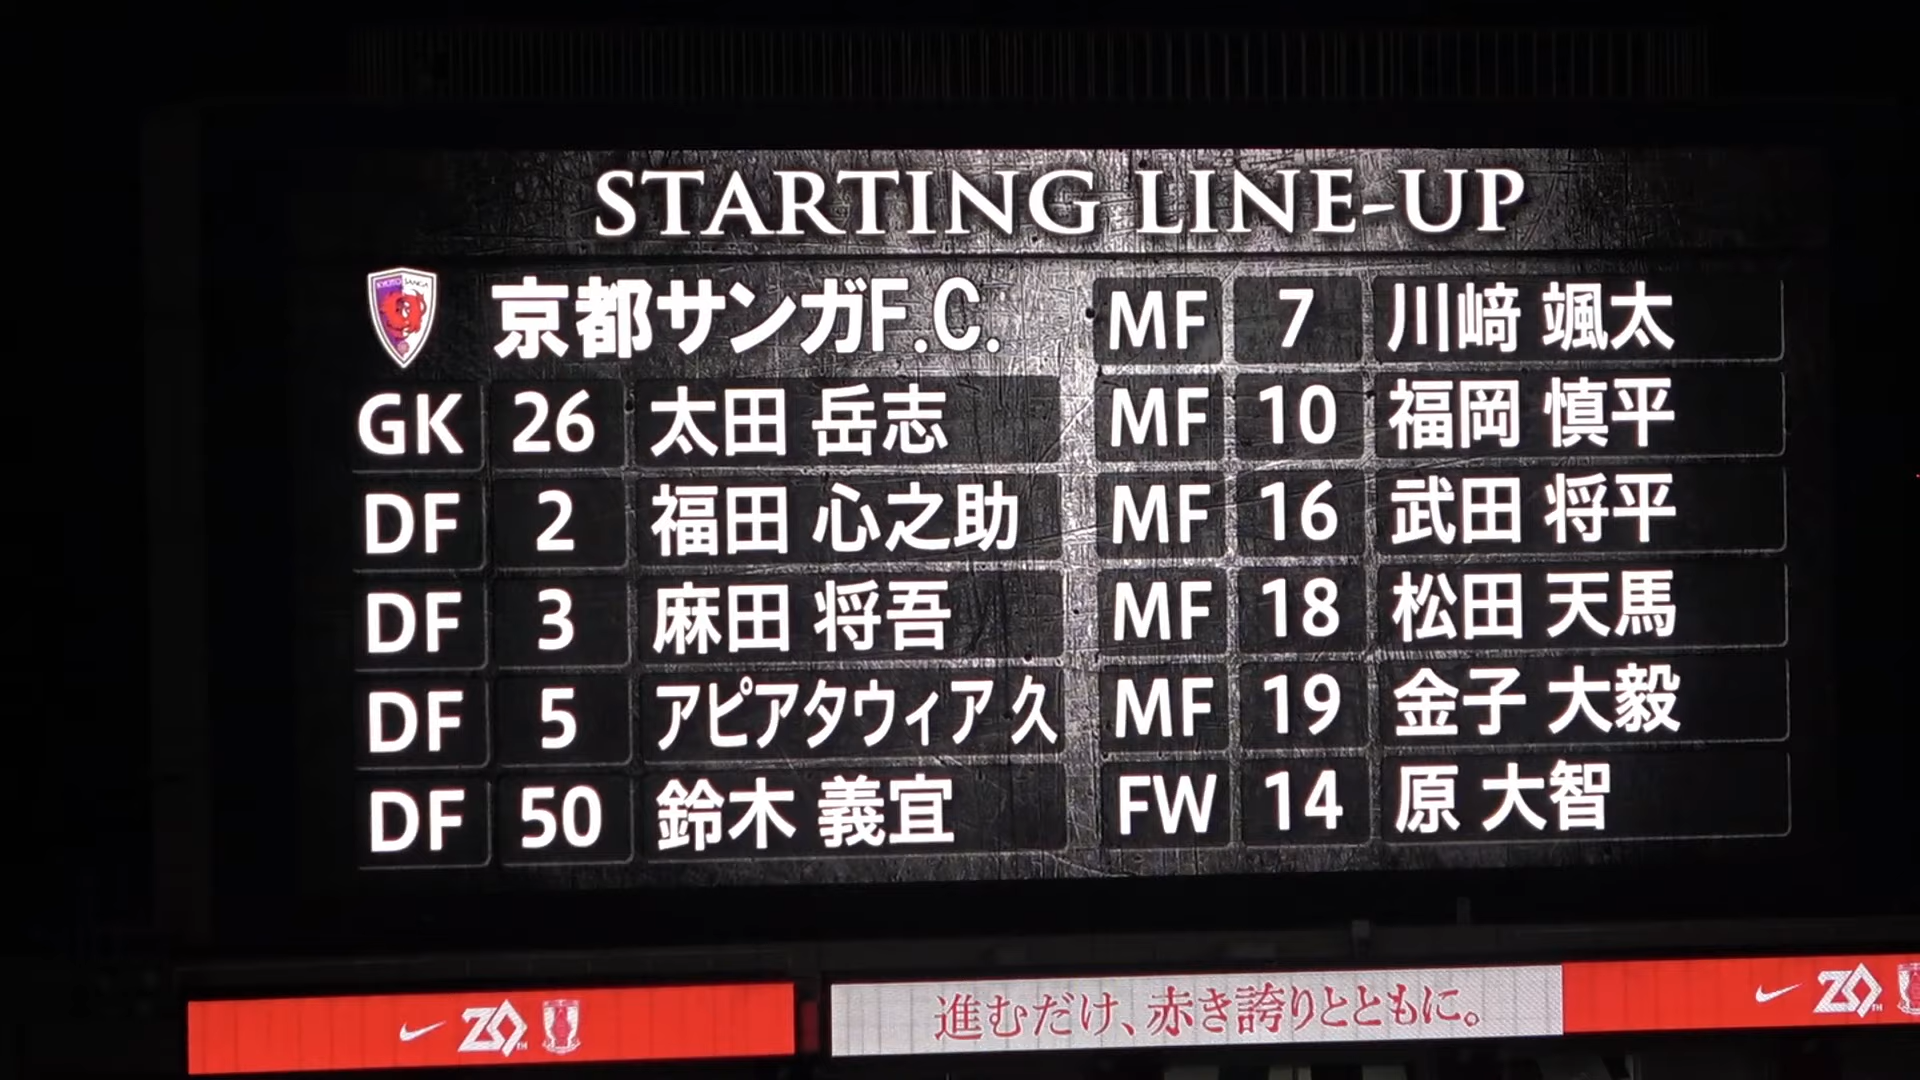 STARTING LINE-UP
KYOTO SANGA
京都サンガF.C.
GK 26 太田 岳志
DF 2 福田 心之助
DF 3 麻田 将吾
DF 5 アピアタウィア 久
DF 50 鈴木 義宜
MF 7 川﨑 颯太
MF 10 福岡 慎平
MF 16 武田 将平
MF 18 松田 天馬
MF 19 金子 大毅
FW 14 原 大智
進むだけ、赤き誇りとともに。